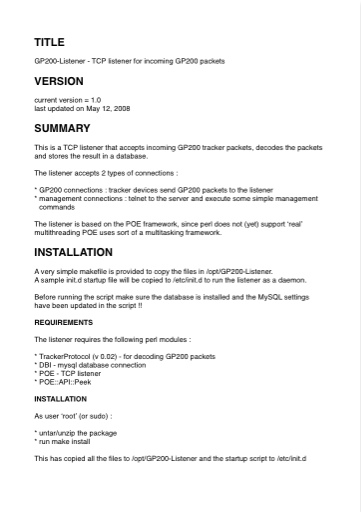 TITLE
GP200-Listener - TCP listener for incoming GP200 packets
VERSION
current version = 1.0
last updated on May 12, 2008
SUMMARY
This is a TCP listener that accepts incoming GP200 tracker packets, decodes the packets
and stores the result in a database.
The listener accepts 2 types of connections :
* GP200 connections : tracker devices send GP200 packets to the listener
* management connections : telnet to the server and execute some simple management
commands
The listener is based on the POE framework, since perl does not (yet) support 'real'
multithreading POE uses sort of a multitasking framework.
INSTALLATION
A very simple makefile is provided to copy the files in /opt/GP200-Listener.
A sample init.d startup file will be copied to /etc/init.d to run the listener as a daemon.
Before running the script make sure the database is installed and the MySQL settings
have been updated in the script !!
REQUIREMENTS
The listener requires the following perl modules :
* TrackerProtocol (v 0.02) - for decoding GP200 packets
* DBI - mysql database connection
* POE - TCP listener
* POE::API::Peek
INSTALLATION
As user 'root' (or sudo) :
* untar/unzip the package
* run make install
This has copied all the files to /opt/GP200-Listener and the startup script to /etc/init.d